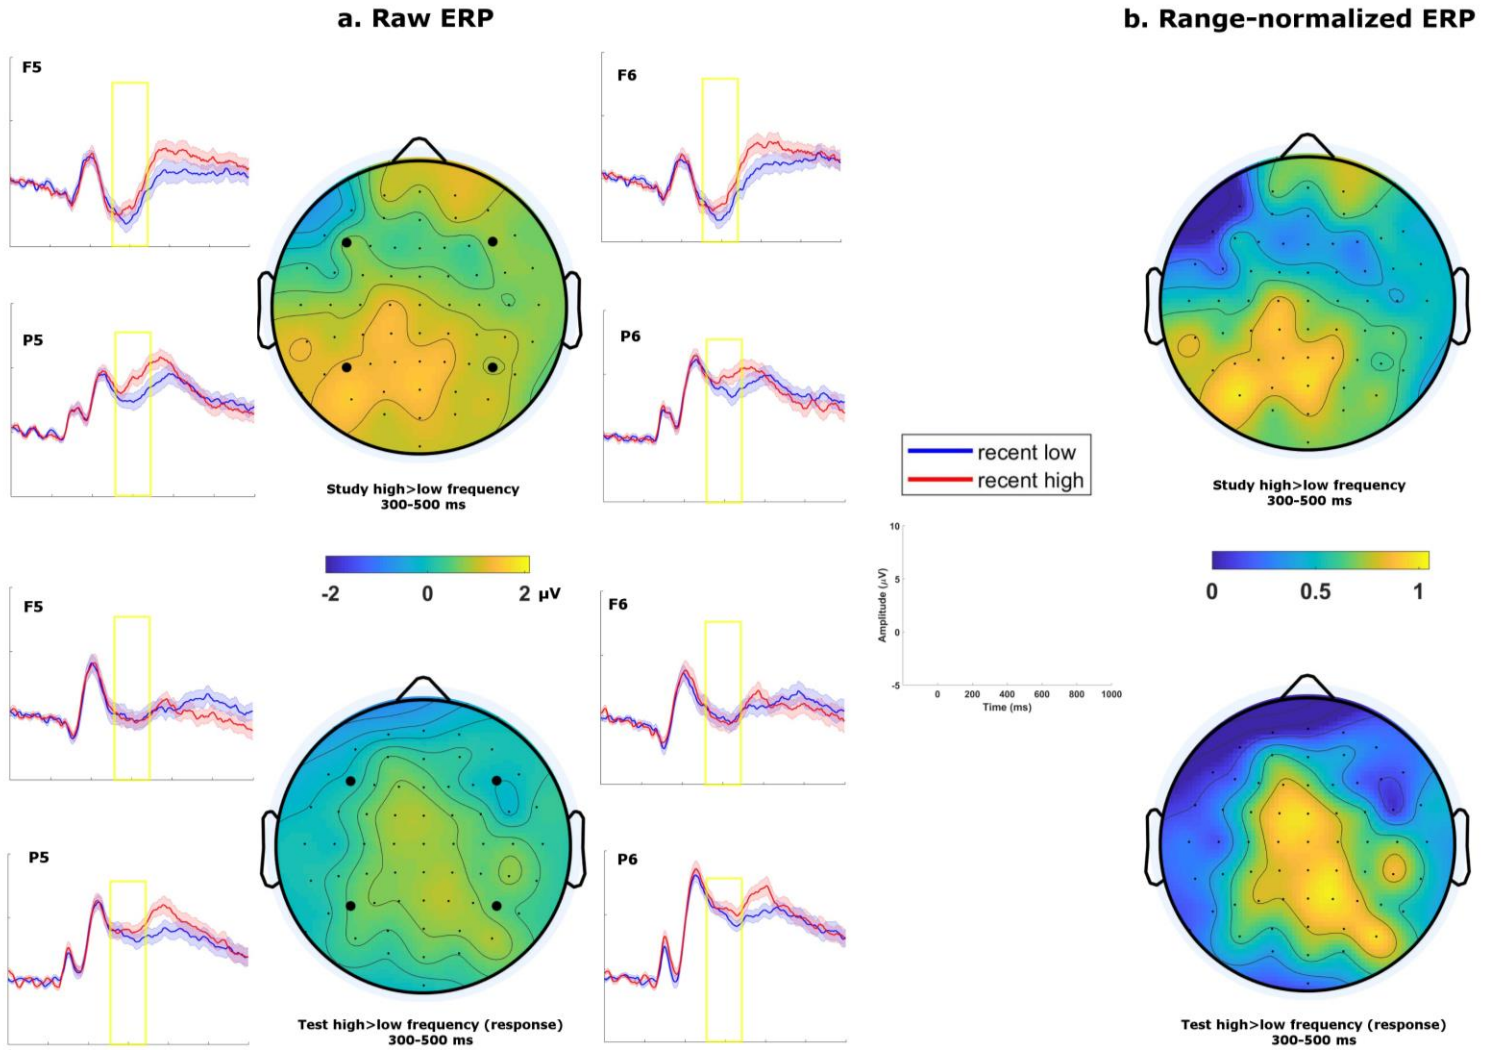 a. Raw ERP
b. Range-normalized ERP
F5
F6
P5
P6
recent low
recent high
Study high>low frequency
300-500 ms
Study high>low frequency
300-500 ms
10
5
0
-5
Amplitude (µV)
0 200 400 600 800 1000
Time (ms)
-2 0 2 µV
0 0.5 1
F5
F6
P5
P6
Test high>low frequency (response)
300-500 ms
Test high>low frequency (response)
300-500 ms